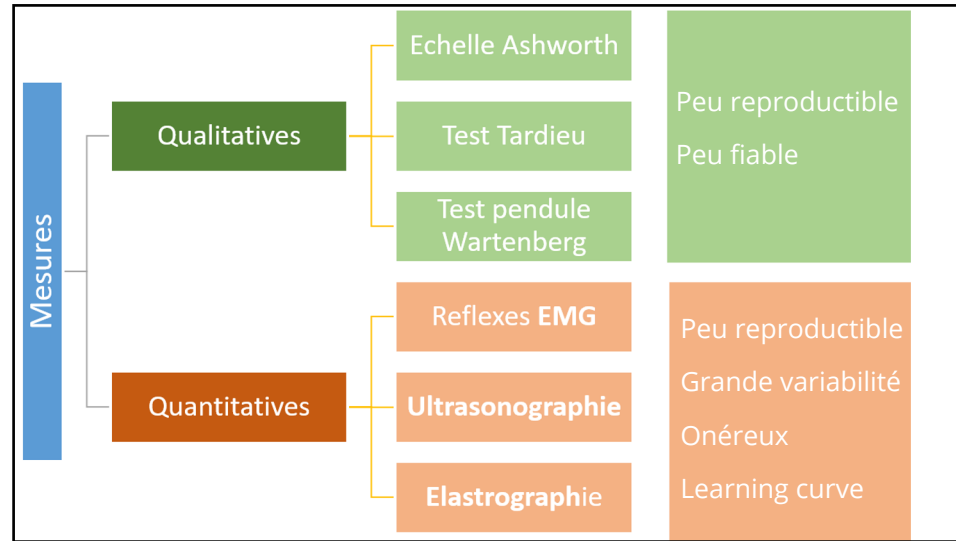 Mesures
Qualitatives
Echelle Ashworth
Test Tardieu
Test pendule
Wartenberg
Peu reproductible
Peu fiable
Quantitatives
Reflexes EMG
Ultrasonographie
Elastrographie
Peu reproductible
Grande variabilité
Onéreux
Learning curve